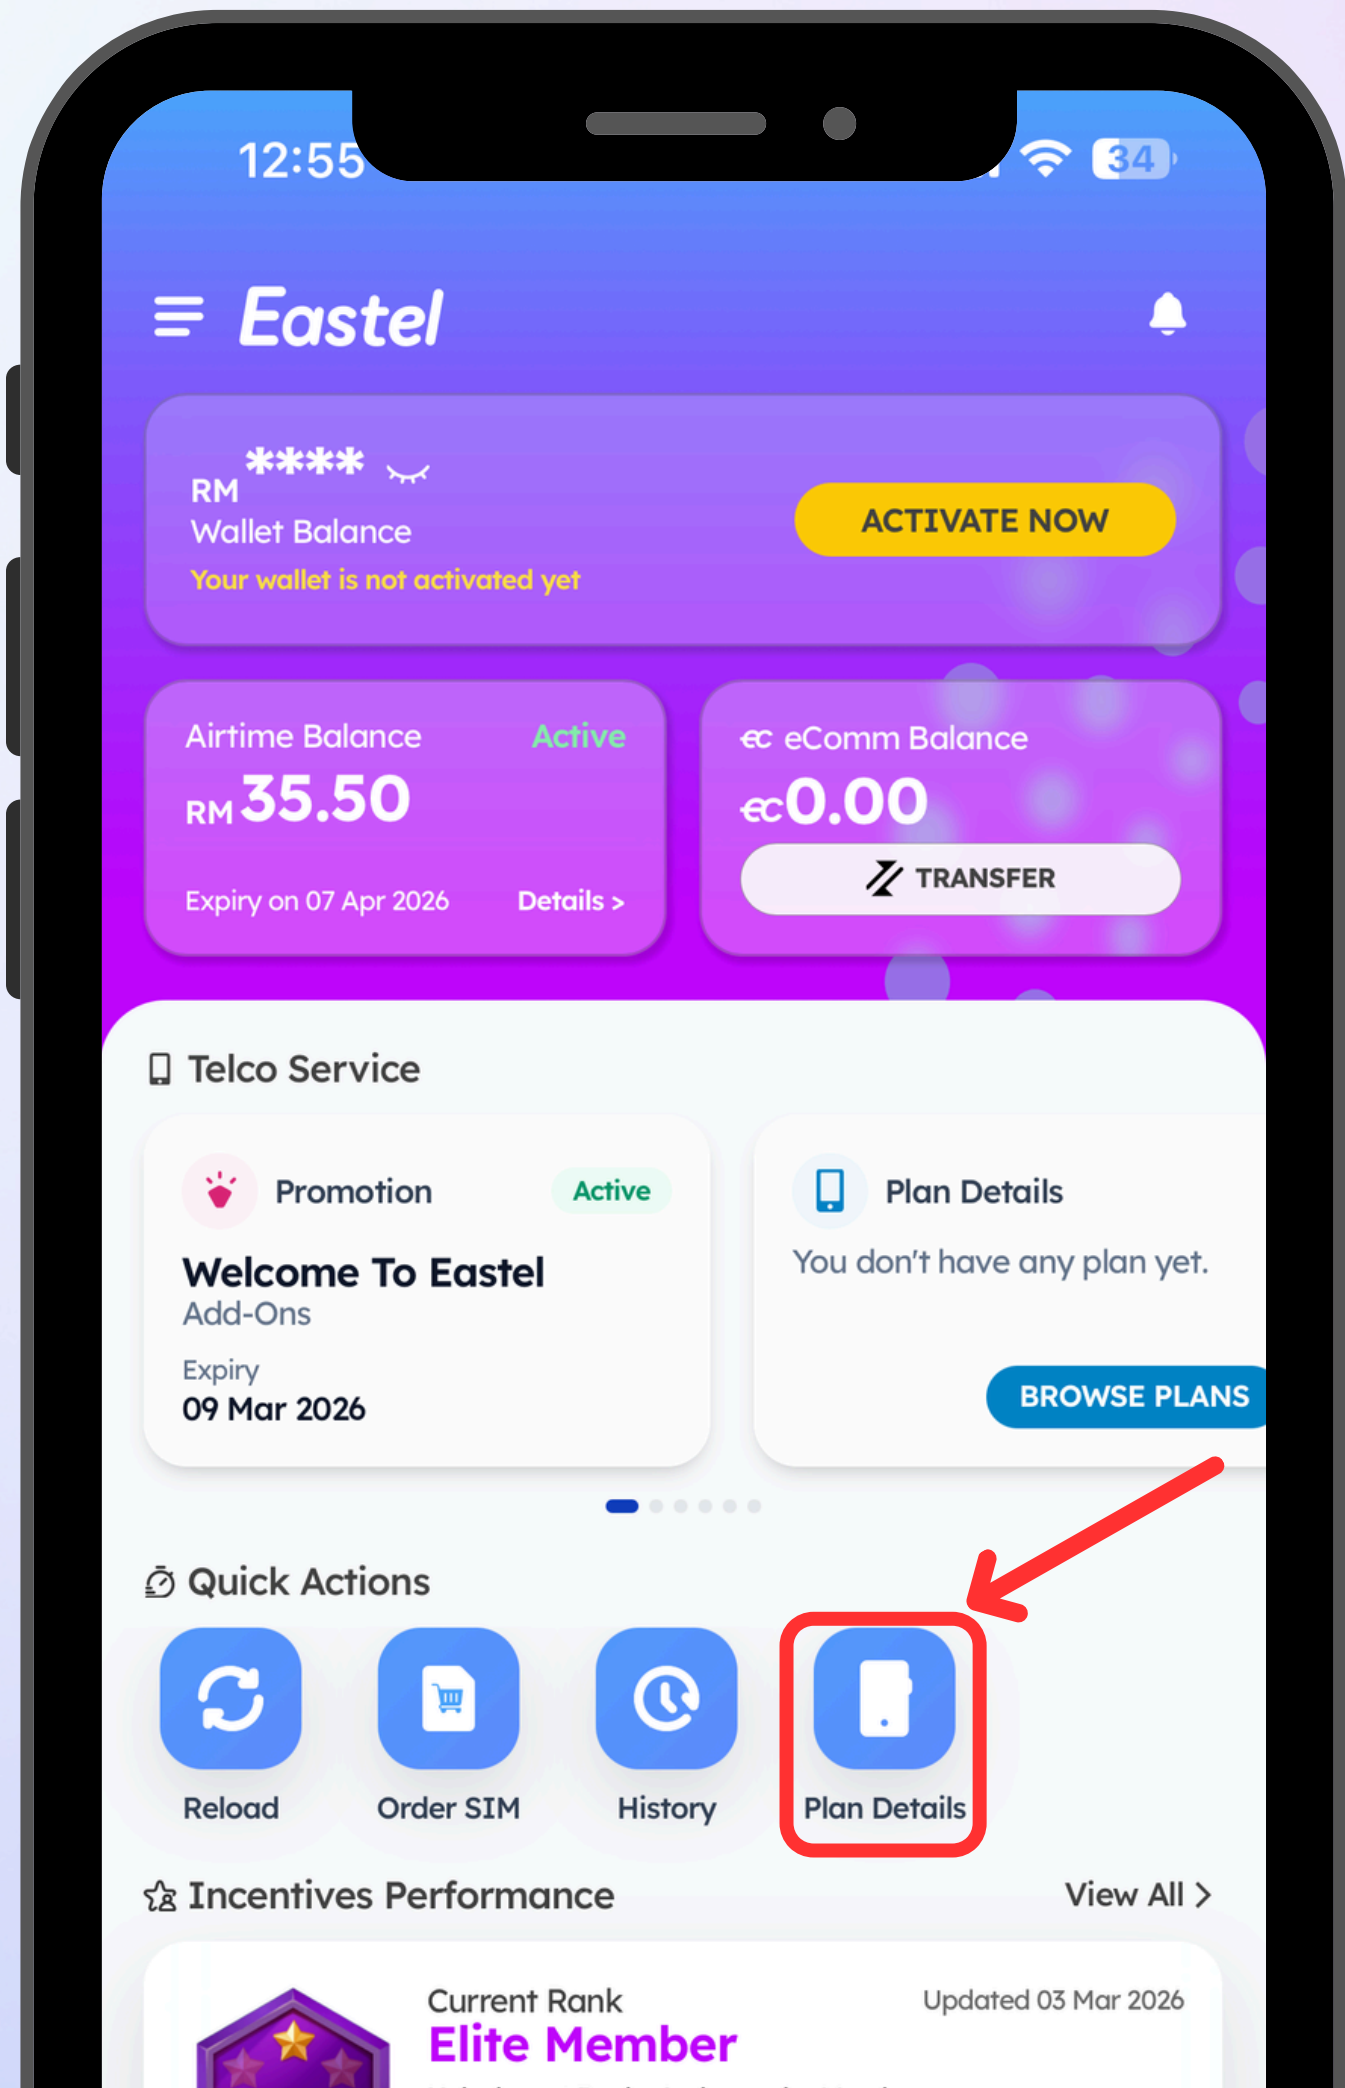 12:55
34
Eastel
RM ****
Wallet Balance
Your wallet is not activated yet
ACTIVATE NOW
Airtime Balance
Active
RM 35.50
Expiry on 07 Apr 2026
Details >
eComm Balance
0.00
TRANSFER
Telco Service
Promotion
Active
Welcome To Eastel
Add-Ons
Expiry
09 Mar 2026
Plan Details
You don't have any plan yet.
BROWSE PLANS
Quick Actions
Reload
Order SIM
History
Plan Details
Incentives Performance
View All >
Current Rank
Updated 03 Mar 2026
Elite Member